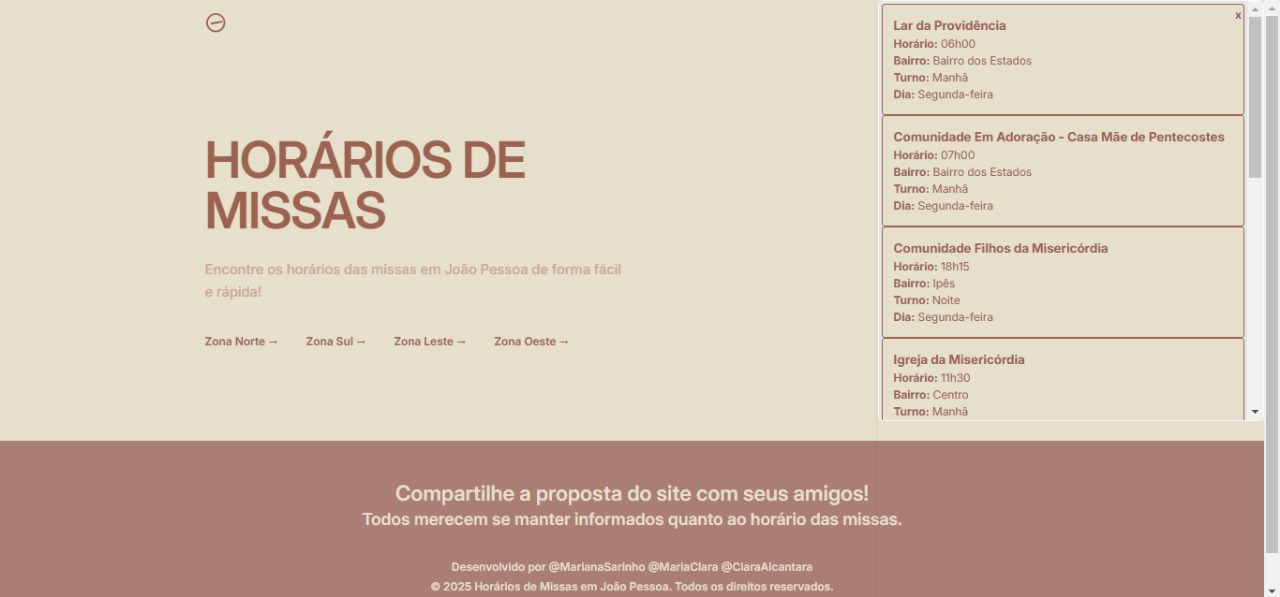 HORÁRIOS DE
MISSAS
Encontre os horários das missas em João Pessoa de forma fácil
e rápida!
Zona Norte →
Zona Sul →
Zona Leste →
Zona Oeste →
x
Lar da Providência
Horário: 06h00
Bairro: Bairro dos Estados
Turno: Manhã
Dia: Segunda-feira
Comunidade Em Adoração - Casa Mãe de Pentecostes
Horário: 07h00
Bairro: Bairro dos Estados
Turno: Manhã
Dia: Segunda-feira
Comunidade Filhos da Misericórdia
Horário: 18h15
Bairro: Ipês
Turno: Noite
Dia: Segunda-feira
Igreja da Misericórdia
Horário: 11h30
Bairro: Centro
Turno: Manhã
Compartilhe a proposta do site com seus amigos!
Todos merecem se manter informados quanto ao horário das missas.
Desenvolvido por @MarianaSarinho @MariaClara @ClaraAlcantara
© 2025 Horários de Missas em João Pessoa. Todos os direitos reservados.